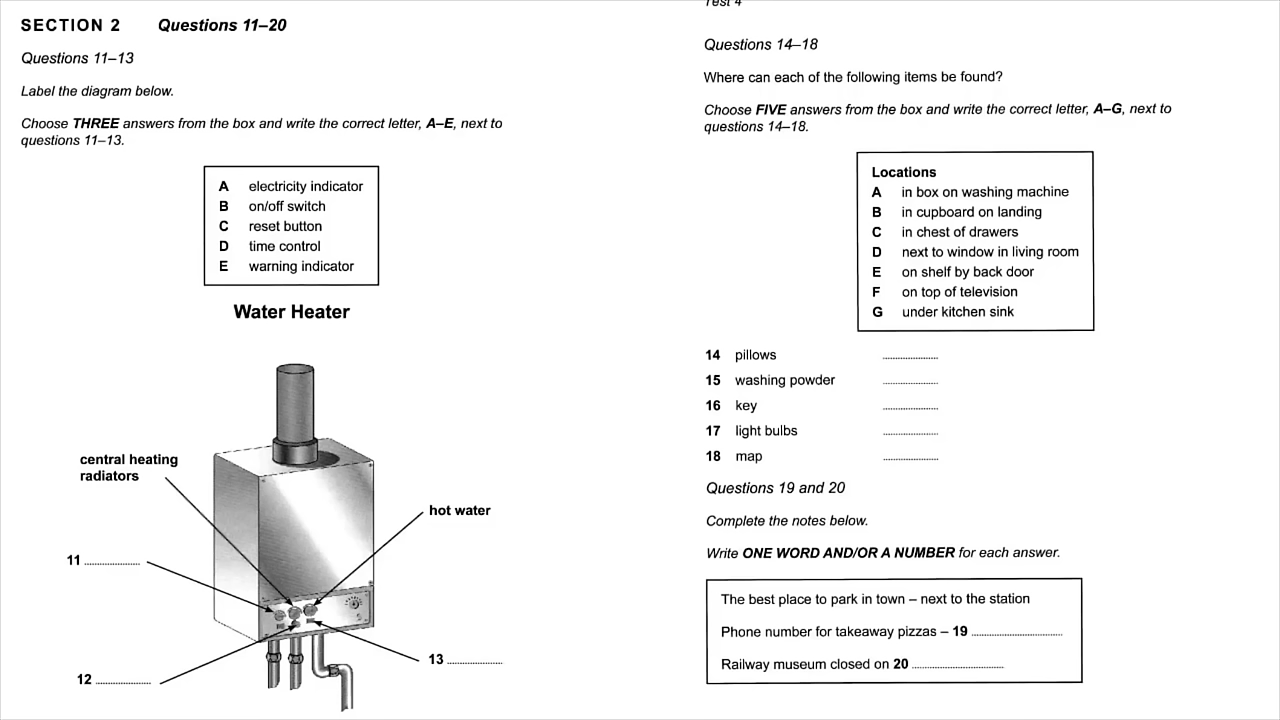 SECTION 2 Questions 11–20
Questions 11–13
Label the diagram below.
Choose THREE answers from the box and write the correct letter, A–E, next to
questions 11–13.
A electricity indicator
B on/off switch
C reset button
D time control
E warning indicator
Water Heater
central heating
radiators
hot water
11 ....................
12 ....................
13 ....................
Test 4
Questions 14–18
Where can each of the following items be found?
Choose FIVE answers from the box and write the correct letter, A–G, next to
questions 14–18.
Locations
A in box on washing machine
B in cupboard on landing
C in chest of drawers
D next to window in living room
E on shelf by back door
F on top of television
G under kitchen sink
14 pillows ....................
15 washing powder ....................
16 key ....................
17 light bulbs ....................
18 map ....................
Questions 19 and 20
Complete the notes below.
Write ONE WORD AND/OR A NUMBER for each answer.
The best place to park in town – next to the station
Phone number for takeaway pizzas – 19 ....................
Railway museum closed on 20 ....................